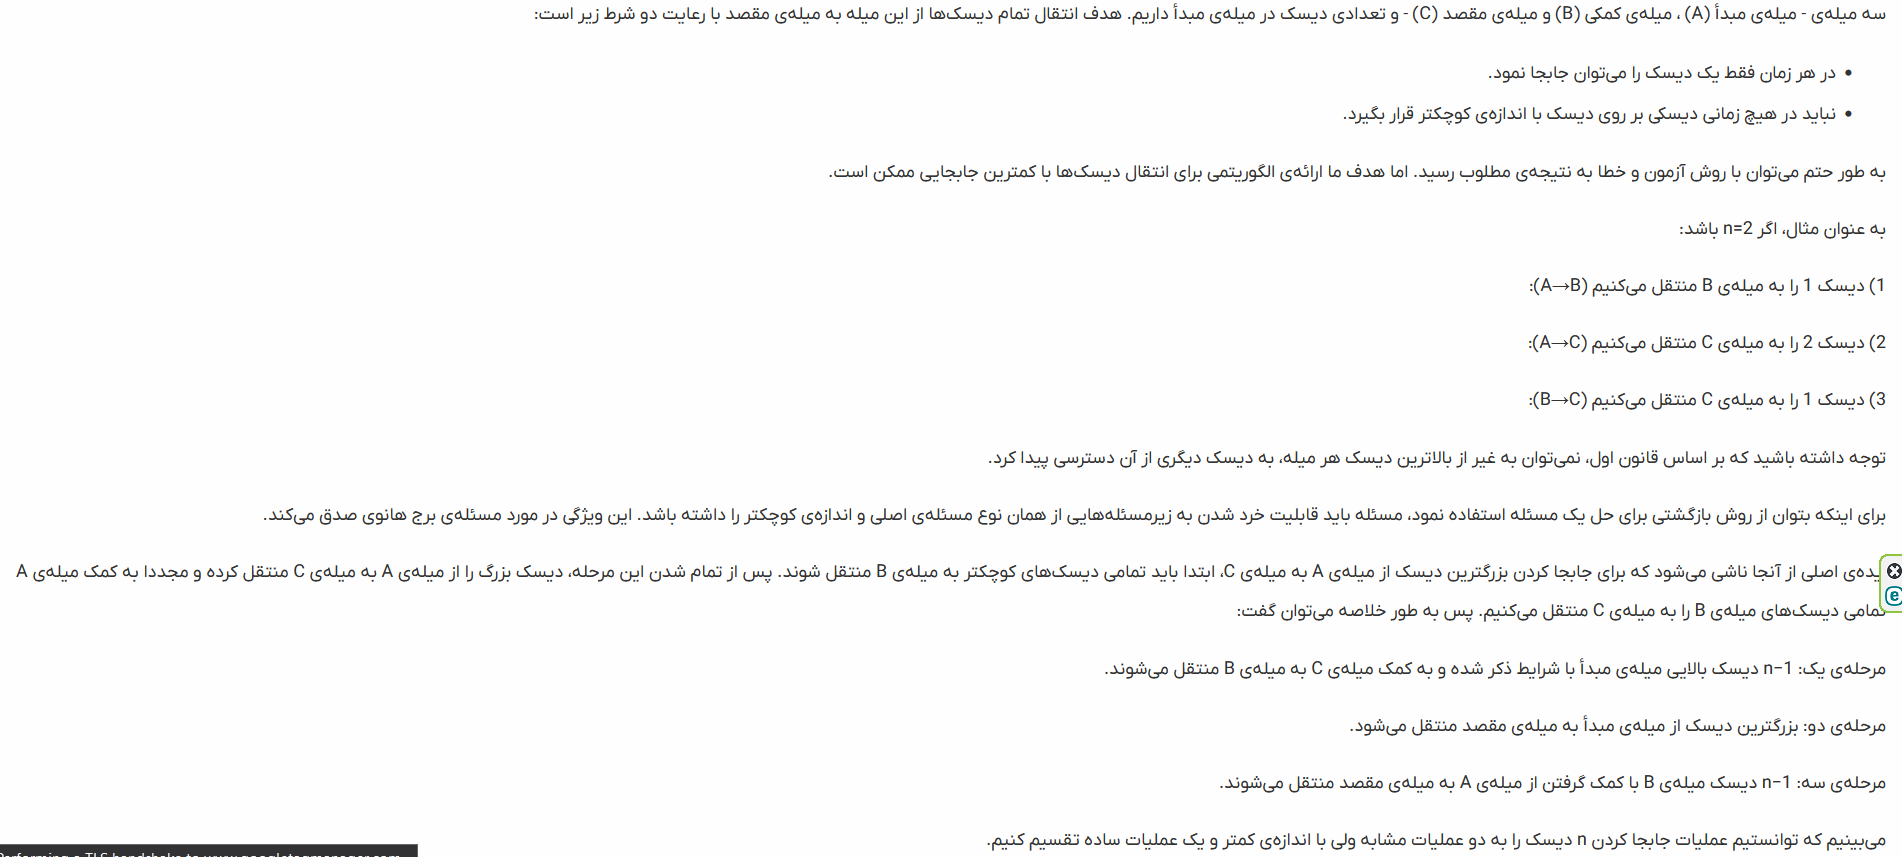 سه میله‌ی - میله‌ی مبدأ (A) ، میله‌ی کمکی (B) و میله‌ی مقصد (C) - و تعدادی دیسک در میله‌ی مبدأ داریم. هدف انتقال تمام دیسک‌ها از این میله به میله‌ی مقصد با رعایت دو شرط زیر است:
• در هر زمان فقط یک دیسک را می‌توان جابجا نمود.
• نباید در هیچ زمانی دیسکی بر روی دیسک با اندازه‌ی کوچکتر قرار بگیرد.
به طور حتم می‌توان با روش آزمون و خطا به نتیجه‌ی مطلوب رسید. اما هدف ما ارائه‌ی الگوریتمی برای انتقال دیسک‌ها با کمترین جابجایی ممکن است.
به عنوان مثال، اگر n=2 باشد:
1) دیسک 1 را به میله‌ی B منتقل می‌کنیم (A→B):
2) دیسک 2 را به میله‌ی C منتقل می‌کنیم (A→C):
3) دیسک 1 را به میله‌ی C منتقل می‌کنیم (B→C):
توجه داشته باشید که بر اساس قانون اول، نمی‌توان به غیر از بالاترین دیسک هر میله، به دیسک دیگری از آن دسترسی پیدا کرد.
برای اینکه بتوان از روش بازگشتی برای حل یک مسئله استفاده نمود، مسئله باید قابلیت خرد شدن به زیرمسئله‌هایی از همان نوع مسئله‌ی اصلی و اندازه‌ی کوچکتر را داشته باشد. این ویژگی در مورد مسئله‌ی برج هانوی صدق می‌کند.
یده‌ی اصلی از آنجا ناشی می‌شود که برای جابجا کردن بزرگترین دیسک از میله‌ی A به میله‌ی C، ابتدا باید تمامی دیسک‌های کوچکتر به میله‌ی B منتقل شوند. پس از تمام شدن این مرحله، دیسک بزرگ را از میله‌ی A به میله‌ی C منتقل کرده و مجددا به کمک میله‌ی A
تمامی دیسک‌های میله‌ی B را به میله‌ی C منتقل می‌کنیم. پس به طور خلاصه می‌توان گفت:
مرحله‌ی یک: n−1 دیسک بالایی میله‌ی مبدأ با شرایط ذکر شده و به کمک میله‌ی C به میله‌ی B منتقل می‌شوند.
مرحله‌ی دو: بزرگترین دیسک از میله‌ی مبدأ به میله‌ی مقصد منتقل می‌شود.
مرحله‌ی سه: n−1 دیسک میله‌ی B با کمک گرفتن از میله‌ی A به میله‌ی مقصد منتقل می‌شوند.
می‌بینیم که توانستیم عملیات جابجا کردن n دیسک را به دو عملیات مشابه ولی با اندازه‌ی کمتر و یک عملیات ساده تقسیم کنیم.